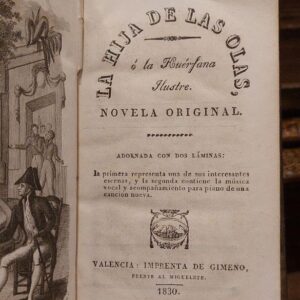 LA HIJA DE LAS OLAS,
ó la Huérfana
Ilustre.
NOVELA ORIGINAL.
ADORNADA CON DOS LÁMINAS:
la primera representa una de sus interesantes
escenas, y la segunda contiene la música
vocal y acompañamiento para piano de una
cancion nueva.
VALENCIA: IMPRENTA DE GIMENO,
FRENTE AL MIGUELETE.
1830.